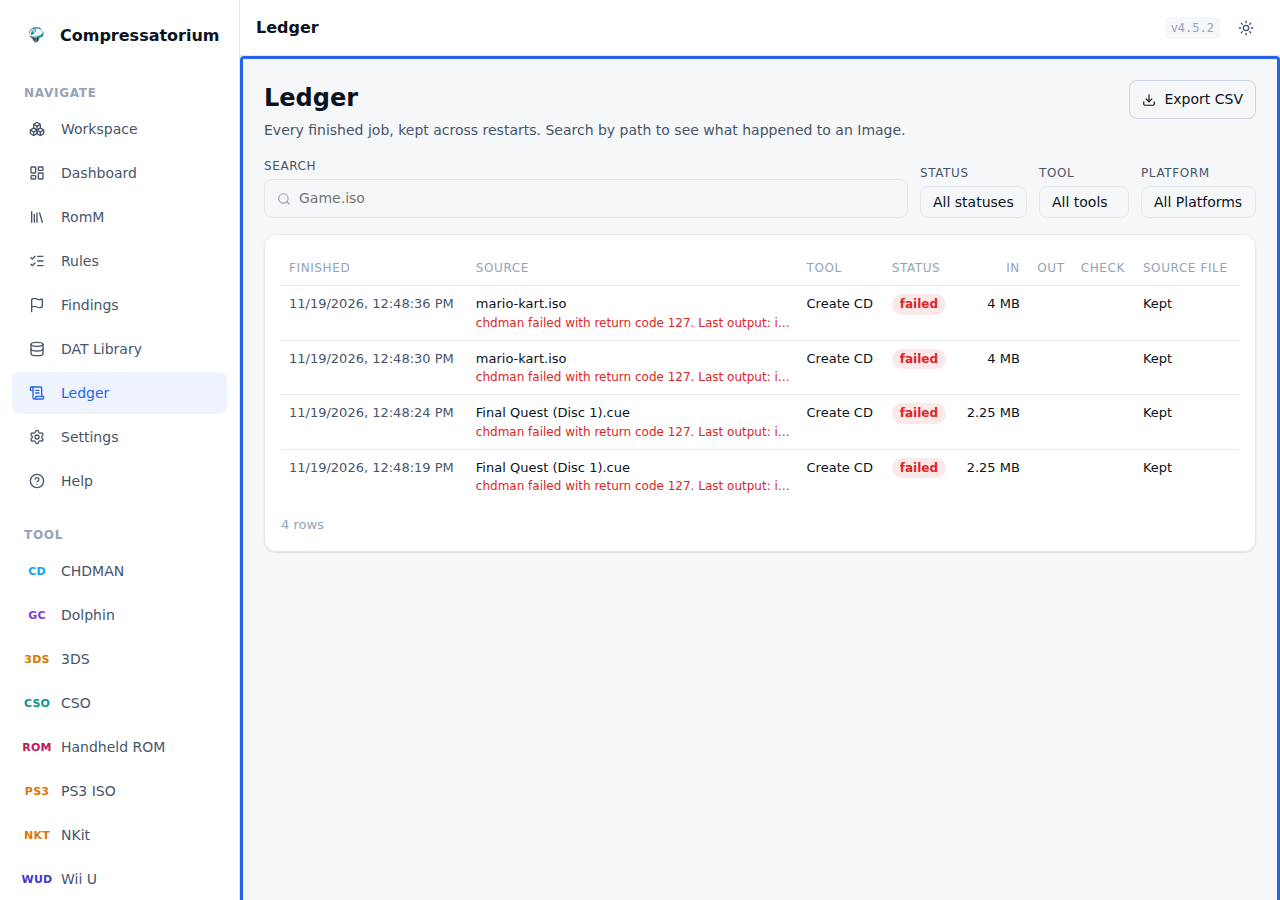 Compressatorium
Ledger
v4.5.2
NAVIGATE
Workspace
Dashboard
RomM
Rules
Findings
DAT Library
Ledger
Settings
Help
TOOL
CD CHDMAN
GC Dolphin
3DS 3DS
CSO CSO
ROM Handheld ROM
PS3 PS3 ISO
NKT NKit
WUD Wii U
Ledger
Export CSV
Every finished job, kept across restarts. Search by path to see what happened to an Image.
SEARCH
Game.iso
STATUS
All statuses
TOOL
All tools
PLATFORM
All Platforms
FINISHED SOURCE TOOL STATUS IN OUT CHECK SOURCE FILE
11/19/2026, 12:48:36 PM mario-kart.iso Create CD failed 4 MB Kept
chdman failed with return code 127. Last output: i...
11/19/2026, 12:48:30 PM mario-kart.iso Create CD failed 4 MB Kept
chdman failed with return code 127. Last output: i...
11/19/2026, 12:48:24 PM Final Quest (Disc 1).cue Create CD failed 2.25 MB Kept
chdman failed with return code 127. Last output: i...
11/19/2026, 12:48:19 PM Final Quest (Disc 1).cue Create CD failed 2.25 MB Kept
chdman failed with return code 127. Last output: i...
4 rows